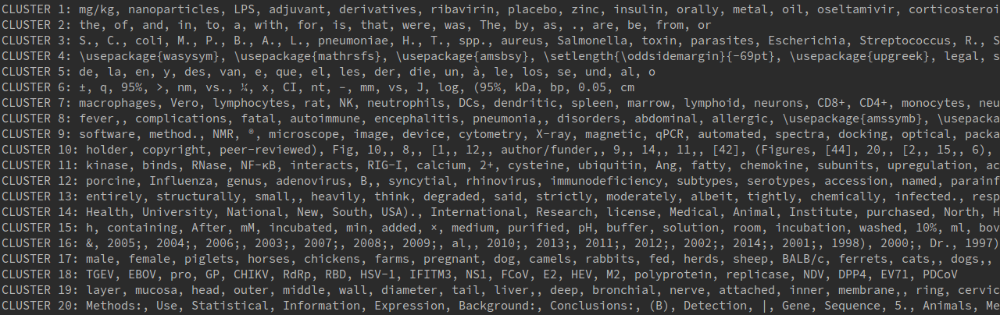 CLUSTER 1: mg/kg, nanoparticles, LPS, adjuvant, derivatives, ribavirin, placebo, zinc, insulin, orally, metal, oil, oseltamivir, corticosteroi
CLUSTER 2: the, of, and, in, to, a, with, for, is, that, were, was, The, by, as, ., are, be, from, or
CLUSTER 3: S., C., coli, M., P., B., A., L., pneumoniae, H., T., spp., aureus, Salmonella, toxin, parasites, Escherichia, Streptococcus, R., S
CLUSTER 4: \usepackage{wasysym}, \usepackage{mathrsfs}, \usepackage{amsbsy}, \setlength{\oddsidemargin}{-69pt}, \usepackage{upgreek}, legal, s
CLUSTER 5: de, la, en, y, des, van, e, que, el, les, der, die, un, à, le, los, se, und, al, o
CLUSTER 6: ±, q, 95%, >, nm, vs., ¼, x, CI, nt, −, mm, vs, J, log, (95%, kDa, bp, 0.05, cm
CLUSTER 7: macrophages, Vero, lymphocytes, rat, NK, neutrophils, DCs, dendritic, spleen, marrow, lymphoid, neurons, CD8+, CD4+, monocytes, neu
CLUSTER 8: fever,, complications, fatal, autoimmune, encephalitis, pneumonia,, disorders, abdominal, allergic, \usepackage{amssymb}, \usepacka
CLUSTER 9: software, method., NMR, ®, microscope, image, device, cytometry, X-ray, magnetic, qPCR, automated, spectra, docking, optical, packa
CLUSTER 10: holder, copyright, peer-reviewed), Fig, 10,, 8,, [1,, 12,, author/funder,, 9,, 14,, 11,, [42], (Figures, [44], 20,, [2,, 15,, 6),
CLUSTER 11: kinase, binds, RNase, NF-κB, interacts, RIG-I, calcium, 2+, cysteine, ubiquitin, Ang, fatty, chemokine, subunits, upregulation, ac
CLUSTER 12: porcine, Influenza, genus, adenovirus, B,, syncytial, rhinovirus, immunodeficiency, subtypes, serotypes, accession, named, parainf
CLUSTER 13: entirely, structurally, small,, heavily, think, degraded, said, strictly, moderately, albeit, tightly, chemically, infected., resp
CLUSTER 14: Health, University, National, New, South, USA)., International, Research, license, Medical, Animal, Institute, purchased, North, H
CLUSTER 15: h, containing, After, mM, incubated, min, added, ×, medium, purified, pH, buffer, solution, room, incubation, washed, 10%, ml, bov
CLUSTER 16: &, 2005;, 2004;, 2006;, 2003;, 2007;, 2008;, 2009;, al,, 2010;, 2013;, 2011;, 2012;, 2002;, 2014;, 2001;, 1998), 2000;, Dr., 1997)
CLUSTER 17: male, female, piglets, horses, chickens, farms, pregnant, dog, camels, rabbits, fed, herds, sheep, BALB/c, ferrets, cats,, dogs,,
CLUSTER 18: TGEV, EBOV, pro, GP, CHIKV, RdRp, RBD, HSV-1, IFITM3, NS1, FCoV, E2, HEV, M2, polyprotein, replicase, NDV, DPP4, EV71, PDCoV
CLUSTER 19: layer, mucosa, head, outer, middle, wall, diameter, tail, liver,, deep, bronchial, nerve, attached, inner, membrane,, ring, cervic
CLUSTER 20: Methods:, Use, Statistical, Information, Expression, Background:, Conclusions:, (B), Detection, |, Gene, Sequence, 5., Animals, Me